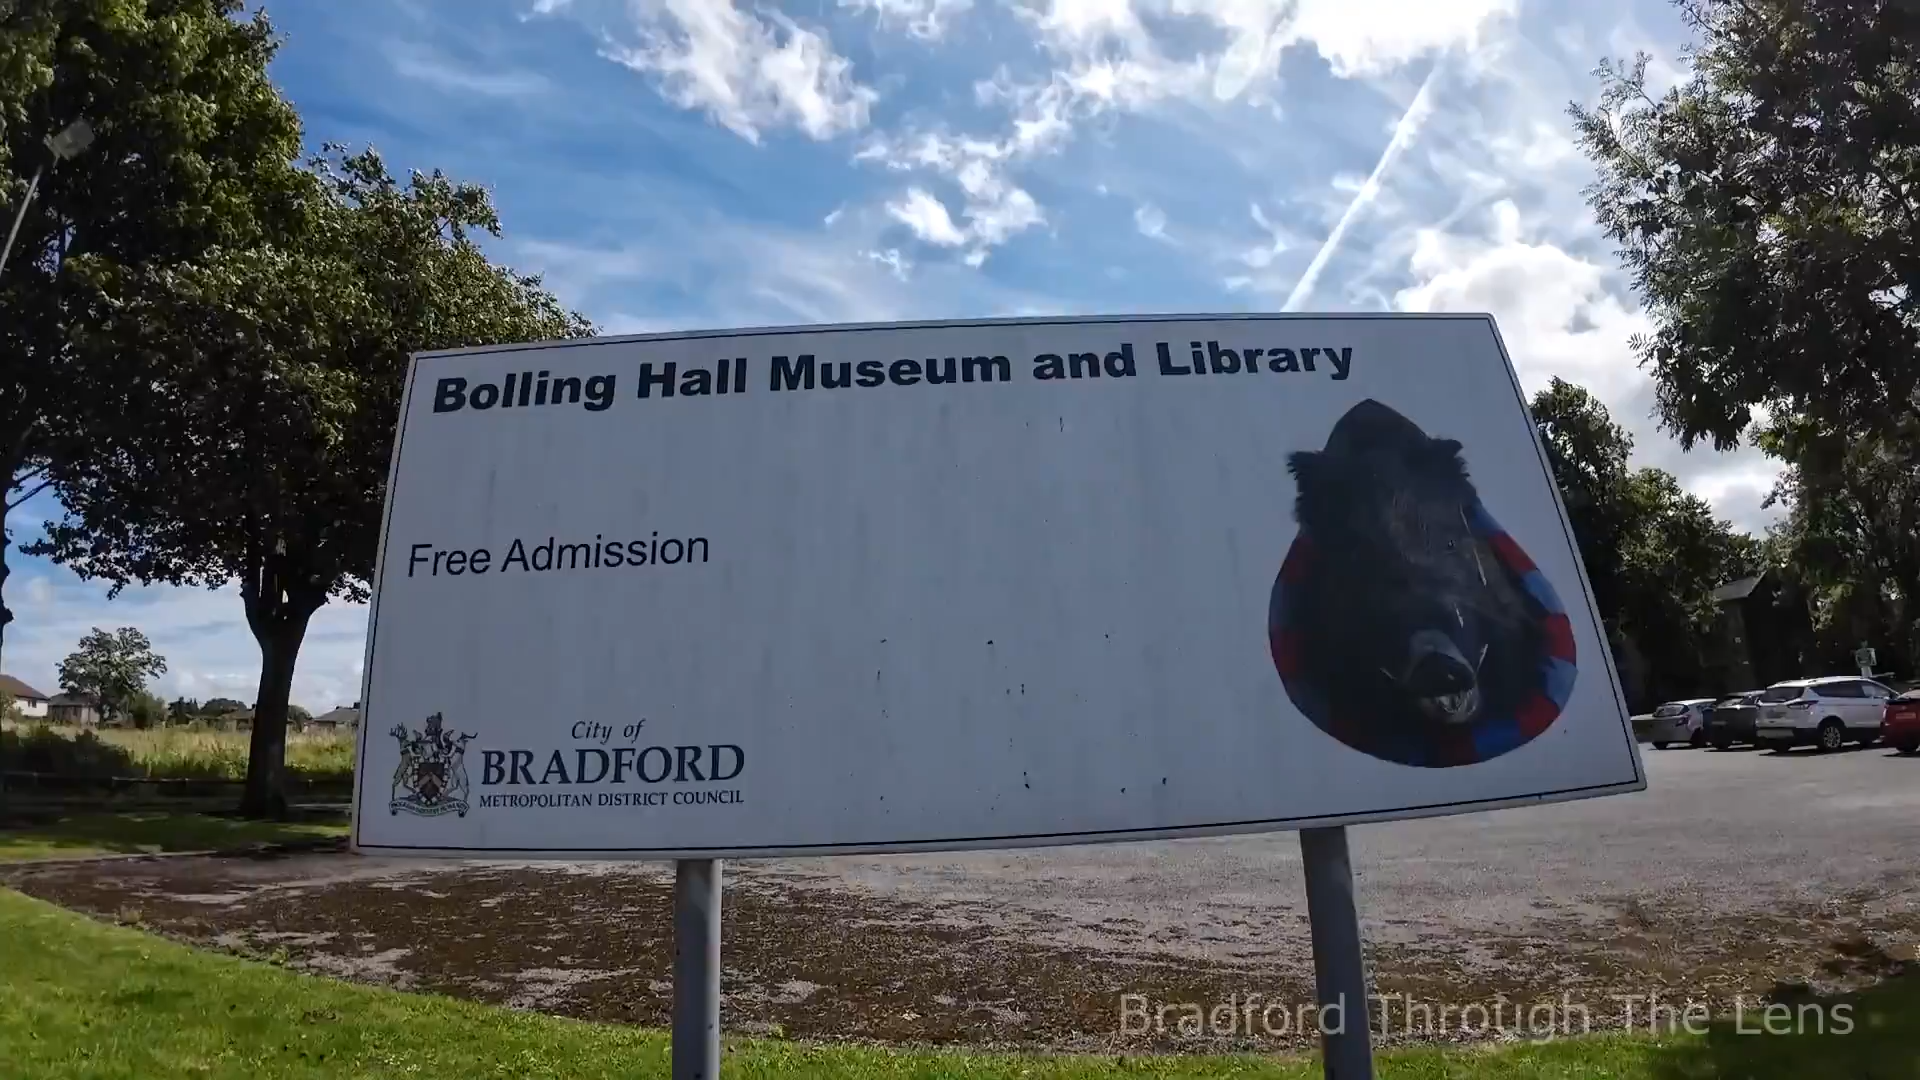 Bolling Hall Museum and Library
Free Admission
City of
BRADFORD
METROPOLITAN DISTRICT COUNCIL
Bradford Through The Lens